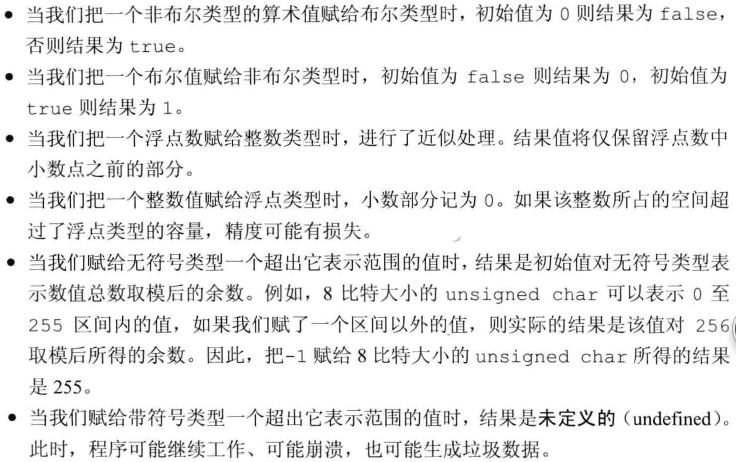 • 当我们把一个非布尔类型的算术值赋给布尔类型时，初始值为 0 则结果为 false，
否则结果为 true。
• 当我们把一个布尔值赋给非布尔类型时，初始值为 false 则结果为 0，初始值为
true 则结果为 1。
• 当我们把一个浮点数赋给整数类型时，进行了近似处理。结果值将仅保留浮点数中
小数点之前的部分。
• 当我们把一个整数值赋给浮点类型时，小数部分记为 0。如果该整数所占的空间超
过了浮点类型的容量，精度可能有损失。
• 当我们赋给无符号类型一个超出它表示范围的值时，结果是初始值对无符号类型表
示数值总数取模后的余数。例如，8 比特大小的 unsigned char 可以表示 0 至
255 区间内的值，如果我们赋了一个区间以外的值，则实际的结果是该值对 256
取模后所得的余数。因此，把-1 赋给 8 比特大小的 unsigned char 所得的结果
是 255。
• 当我们赋给带符号类型一个超出它表示范围的值时，结果是未定义的（undefined）。
此时，程序可能继续工作、可能崩溃，也可能生成垃圾数据。